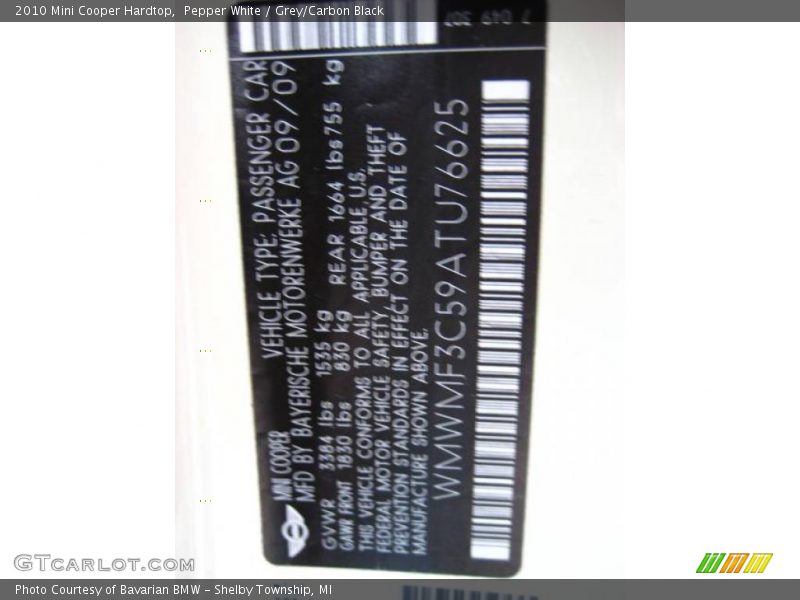 2010 Mini Cooper Hardtop, Pepper White / Grey/Carbon Black
MINI COOPER VEHICLE TYPE: PASSENGER CAR
MFD BY BAYERISCHE MOTORENWERKE AG 09/09
GVWR 3384 lbs 1535 kg
GAWR FRONT 1830 lbs 830 kg REAR 1664 lbs 755 kg
THIS VEHICLE CONFORMS TO ALL APPLICABLE U.S.
FEDERAL MOTOR VEHICLE SAFETY, BUMPER AND THEFT
PREVENTION STANDARDS IN EFFECT ON THE DATE OF
MANUFACTURE SHOWN ABOVE.
WMWMF3C59ATU76625
GTCarLot.com
Photo Courtesy of Bavarian BMW - Shelby Township, MI